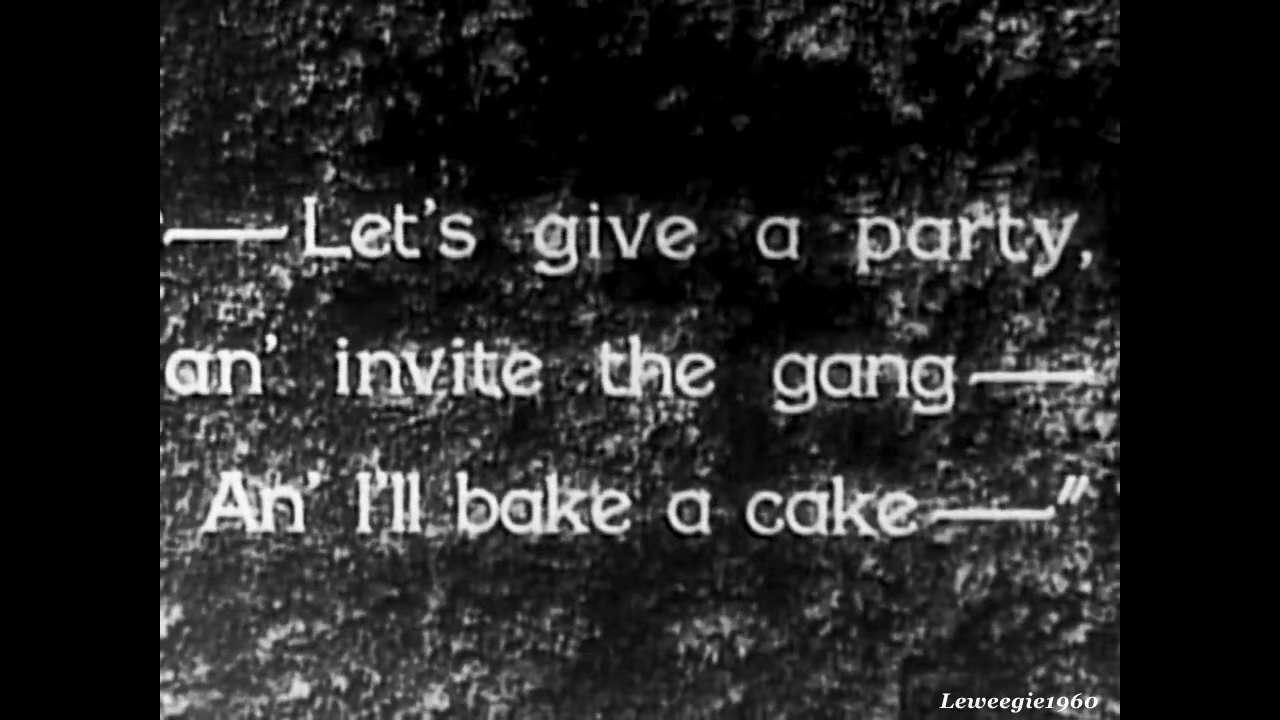 —Let's give a party,
an' invite the gang—
An' I'll bake a cake—"
Leweegie1960